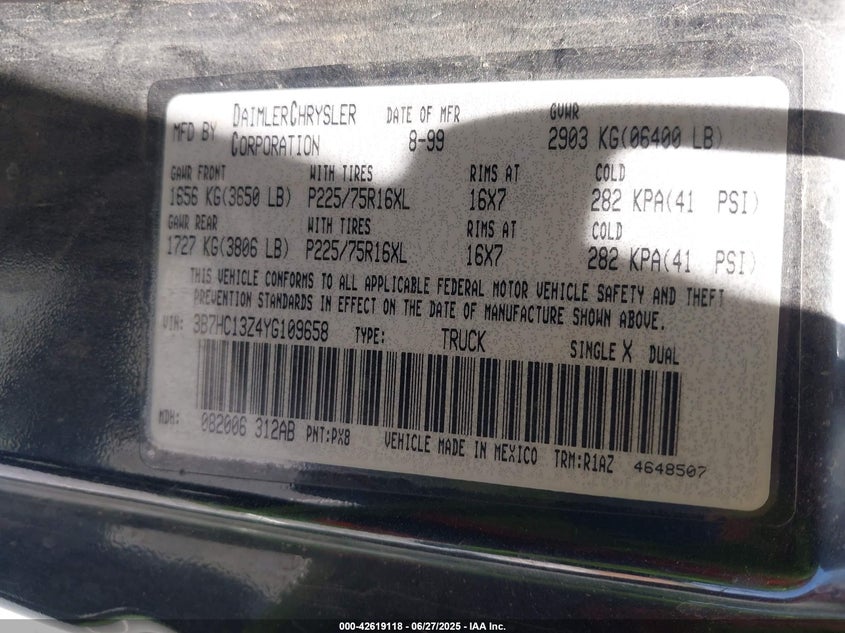 MFD BY DAIMLERCHRYSLER CORPORATION DATE OF MFR 8-99 GVWR 2903 KG(06400 LB)
GAWR FRONT WITH TIRES RIMS AT COLD
1656 KG(3650 LB) P225/75R16XL 16X7 282 KPA(41 PSI)
GAWR REAR WITH TIRES RIMS AT COLD
1727 KG(3806 LB) P225/75R16XL 16X7 282 KPA(41 PSI)
THIS VEHICLE CONFORMS TO ALL APPLICABLE FEDERAL MOTOR VEHICLE SAFETY AND THEFT
PREVENTION STANDARDS IN EFFECT ON THE DATE OF MANUFACTURE SHOWN ABOVE.
VIN: 3B7HC13Z4YG109658 TYPE: TRUCK SINGLE X DUAL
MDH: 082006 312AB PNT:PX8 VEHICLE MADE IN MEXICO TRM:R1AZ 4648507
000-42619118 - 06/27/2025 - IAA Inc.